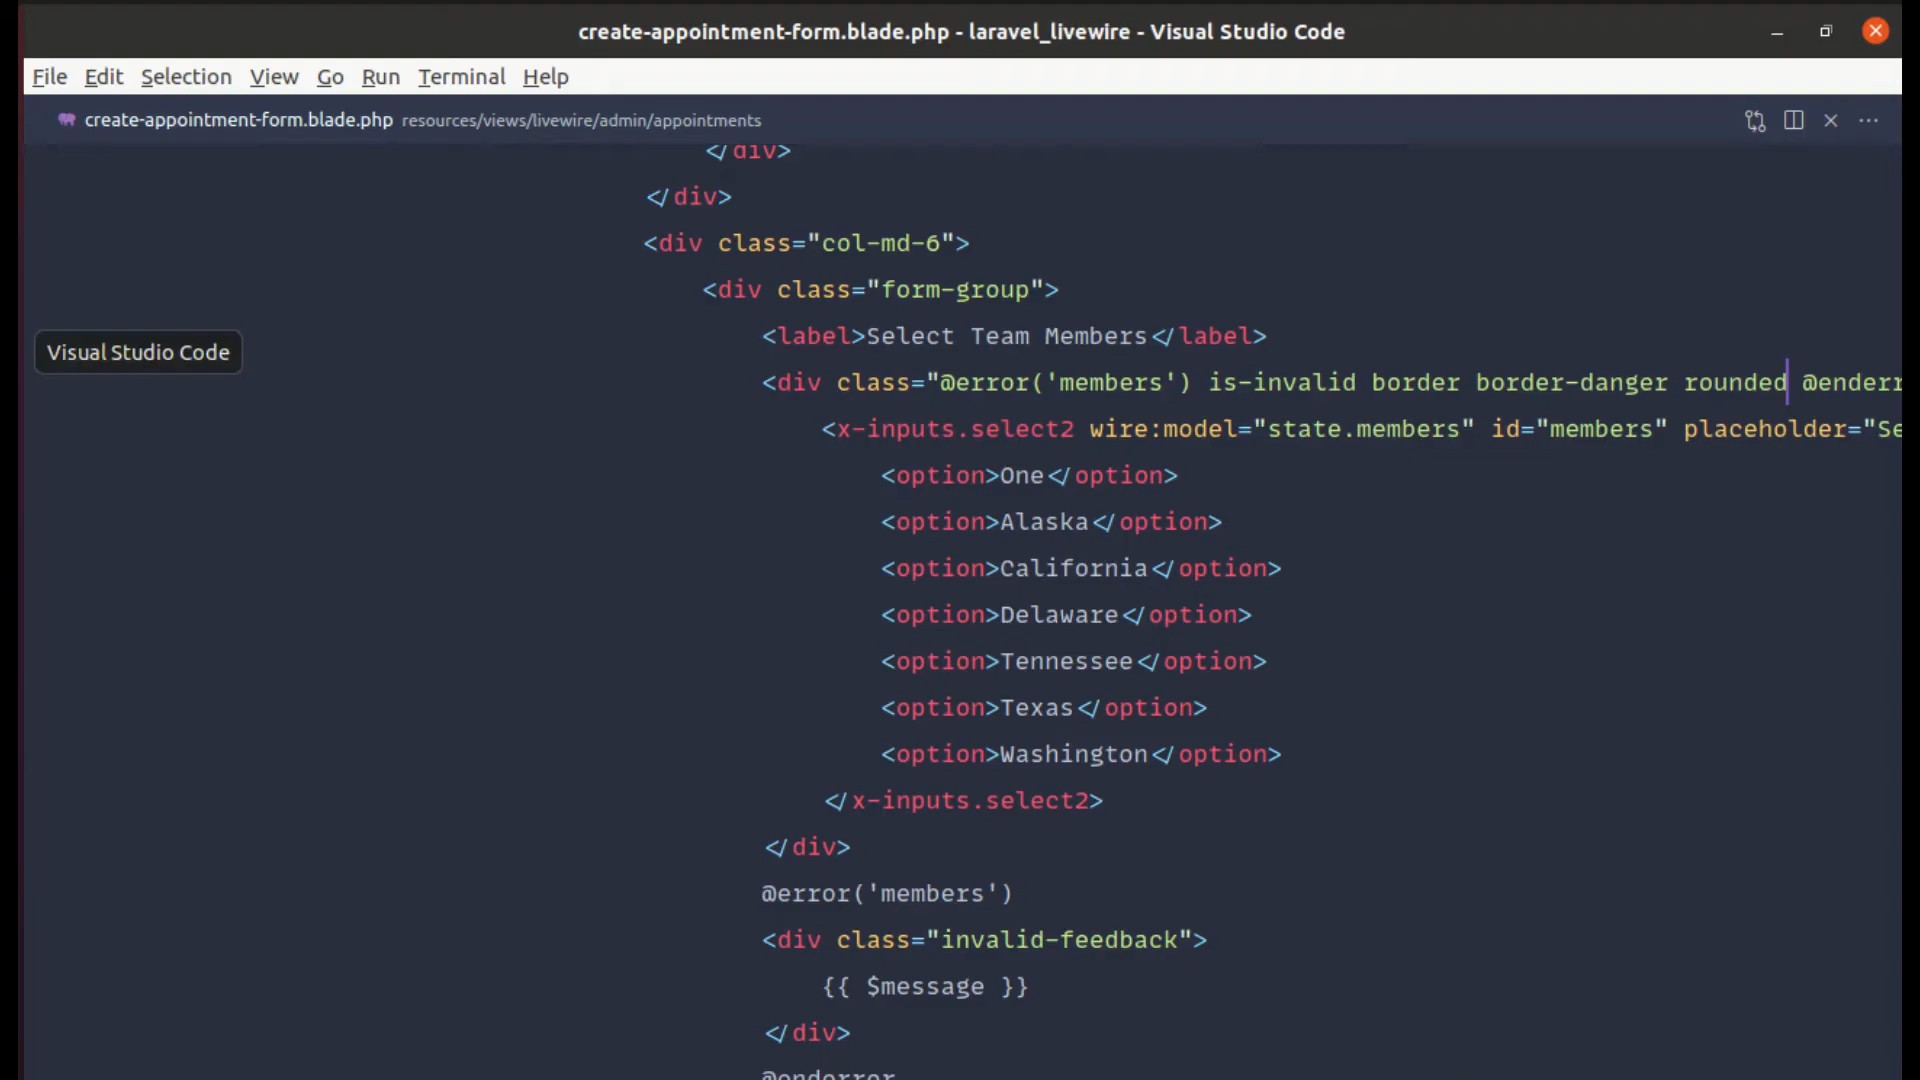 create-appointment-form.blade.php - laravel_livewire - Visual Studio Code
File Edit Selection View Go Run Terminal Help
create-appointment-form.blade.php resources/views/livewire/admin/appointments
</div>
</div>
<div class="col-md-6">
<div class="form-group">
<label>Select Team Members</label>
Visual Studio Code
<div class="@error('members') is-invalid border border-danger rounded @enderr
<x-inputs.select2 wire:model="state.members" id="members" placeholder="Se
<option>One</option>
<option>Alaska</option>
<option>California</option>
<option>Delaware</option>
<option>Tennessee</option>
<option>Texas</option>
<option>Washington</option>
</x-inputs.select2>
</div>
@error('members')
<div class="invalid-feedback">
{{ $message }}
</div>
@enderror